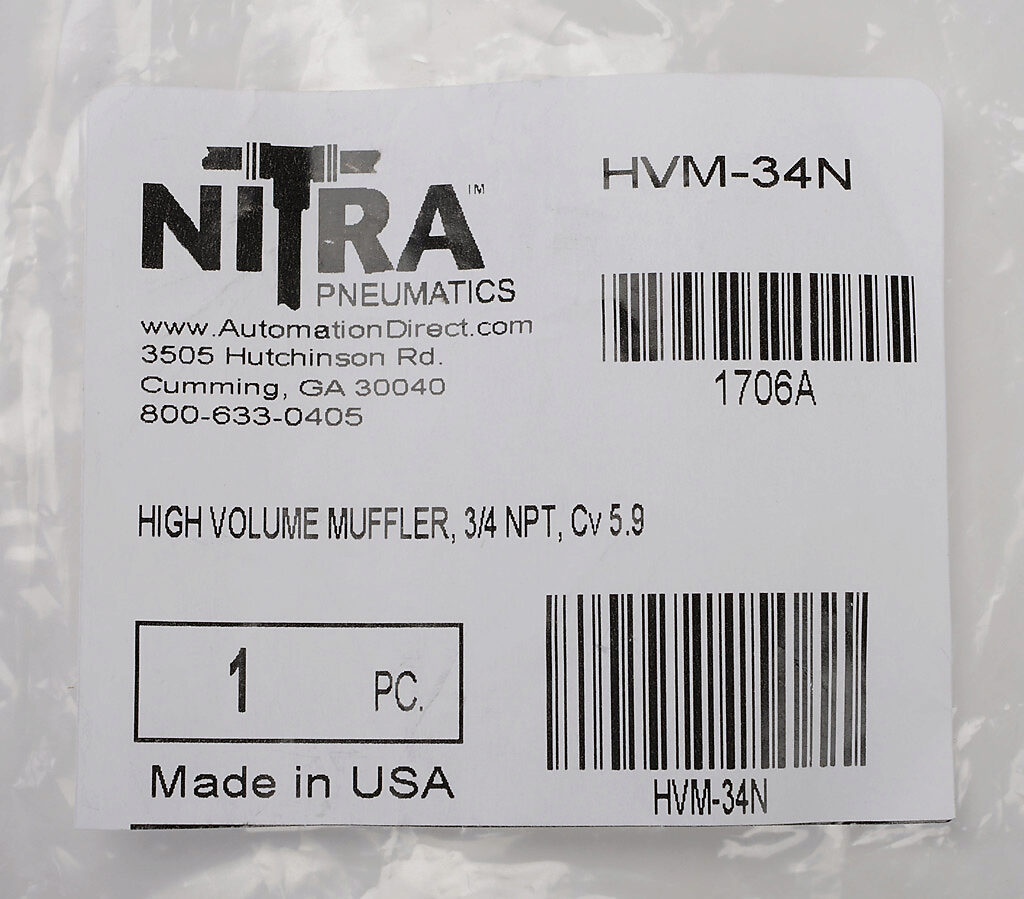 NITRA™
PNEUMATICS
www.AutomationDirect.com
3505 Hutchinson Rd.
Cumming, GA 30040
800-633-0405
HVM-34N
1706A
HIGH VOLUME MUFFLER, 3/4 NPT, Cv 5.9
1 PC.
Made in USA
HVM-34N